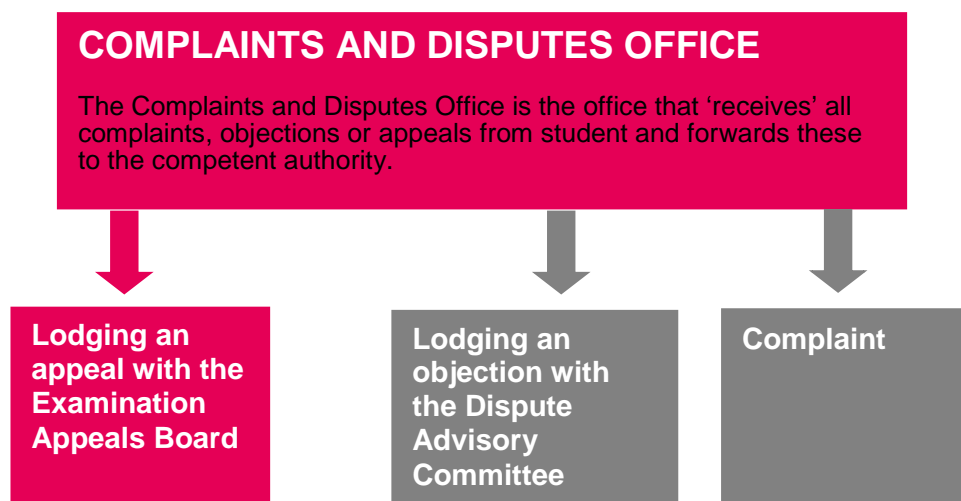 COMPLAINTS AND DISPUTES OFFICE
The Complaints and Disputes Office is the office that ‘receives’ all
complaints, objections or appeals from student and forwards these
to the competent authority.
Lodging an
appeal with the
Examination
Appeals Board
Lodging an
objection with
the Dispute
Advisory
Committee
Complaint